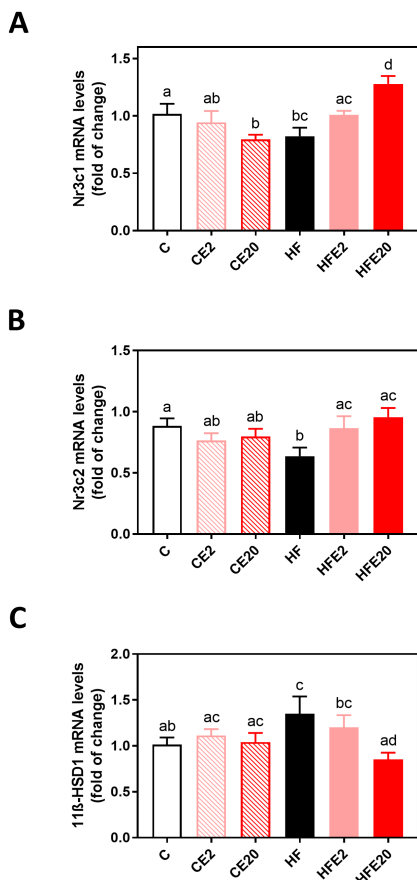 A
Nr3c1 mRNA levels
(fold of change)
1.5
1.0
0.5
0.0
a
ab
b
bc
ac
d
C
CE2
CE20
HF
HFE2
HFE20
B
Nr3c2 mRNA levels
(fold of change)
1.5
1.0
0.5
0.0
a
ab
ab
b
ac
ac
C
CE2
CE20
HF
HFE2
HFE20
C
11ß-HSD1 mRNA levels
(fold of change)
2.0
1.5
1.0
0.5
0.0
ab
ac
ac
c
bc
ad
C
CE2
CE20
HF
HFE2
HFE20